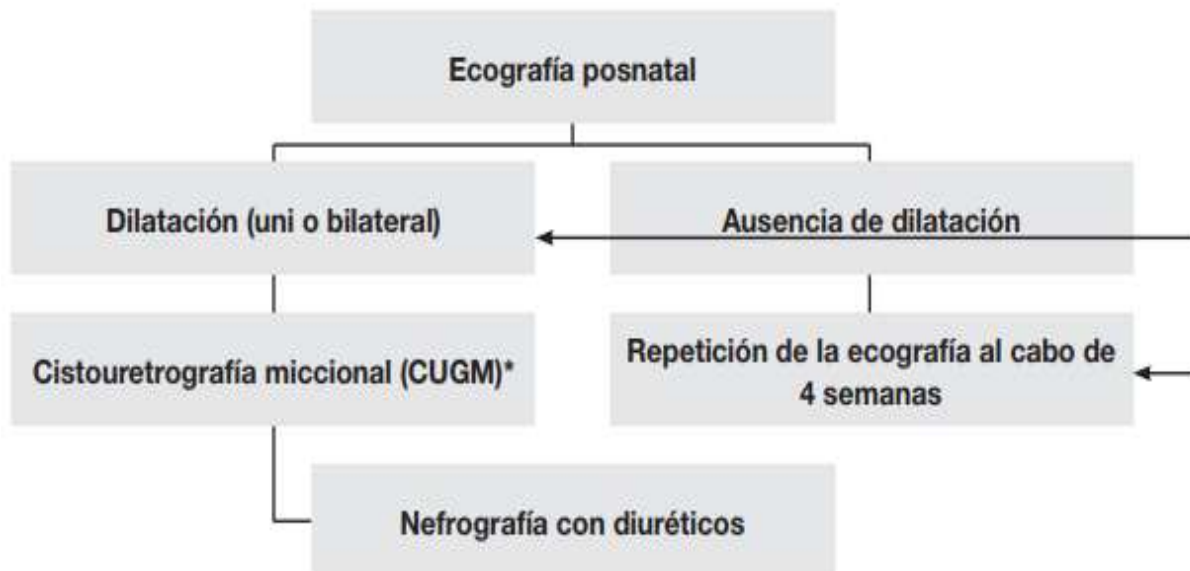 Ecografía posnatal
Dilatación (uni o bilateral)
Ausencia de dilatación
Cistouretrografía miccional (CUGM)*
Repetición de la ecografía al cabo de
4 semanas
Nefrografía con diuréticos